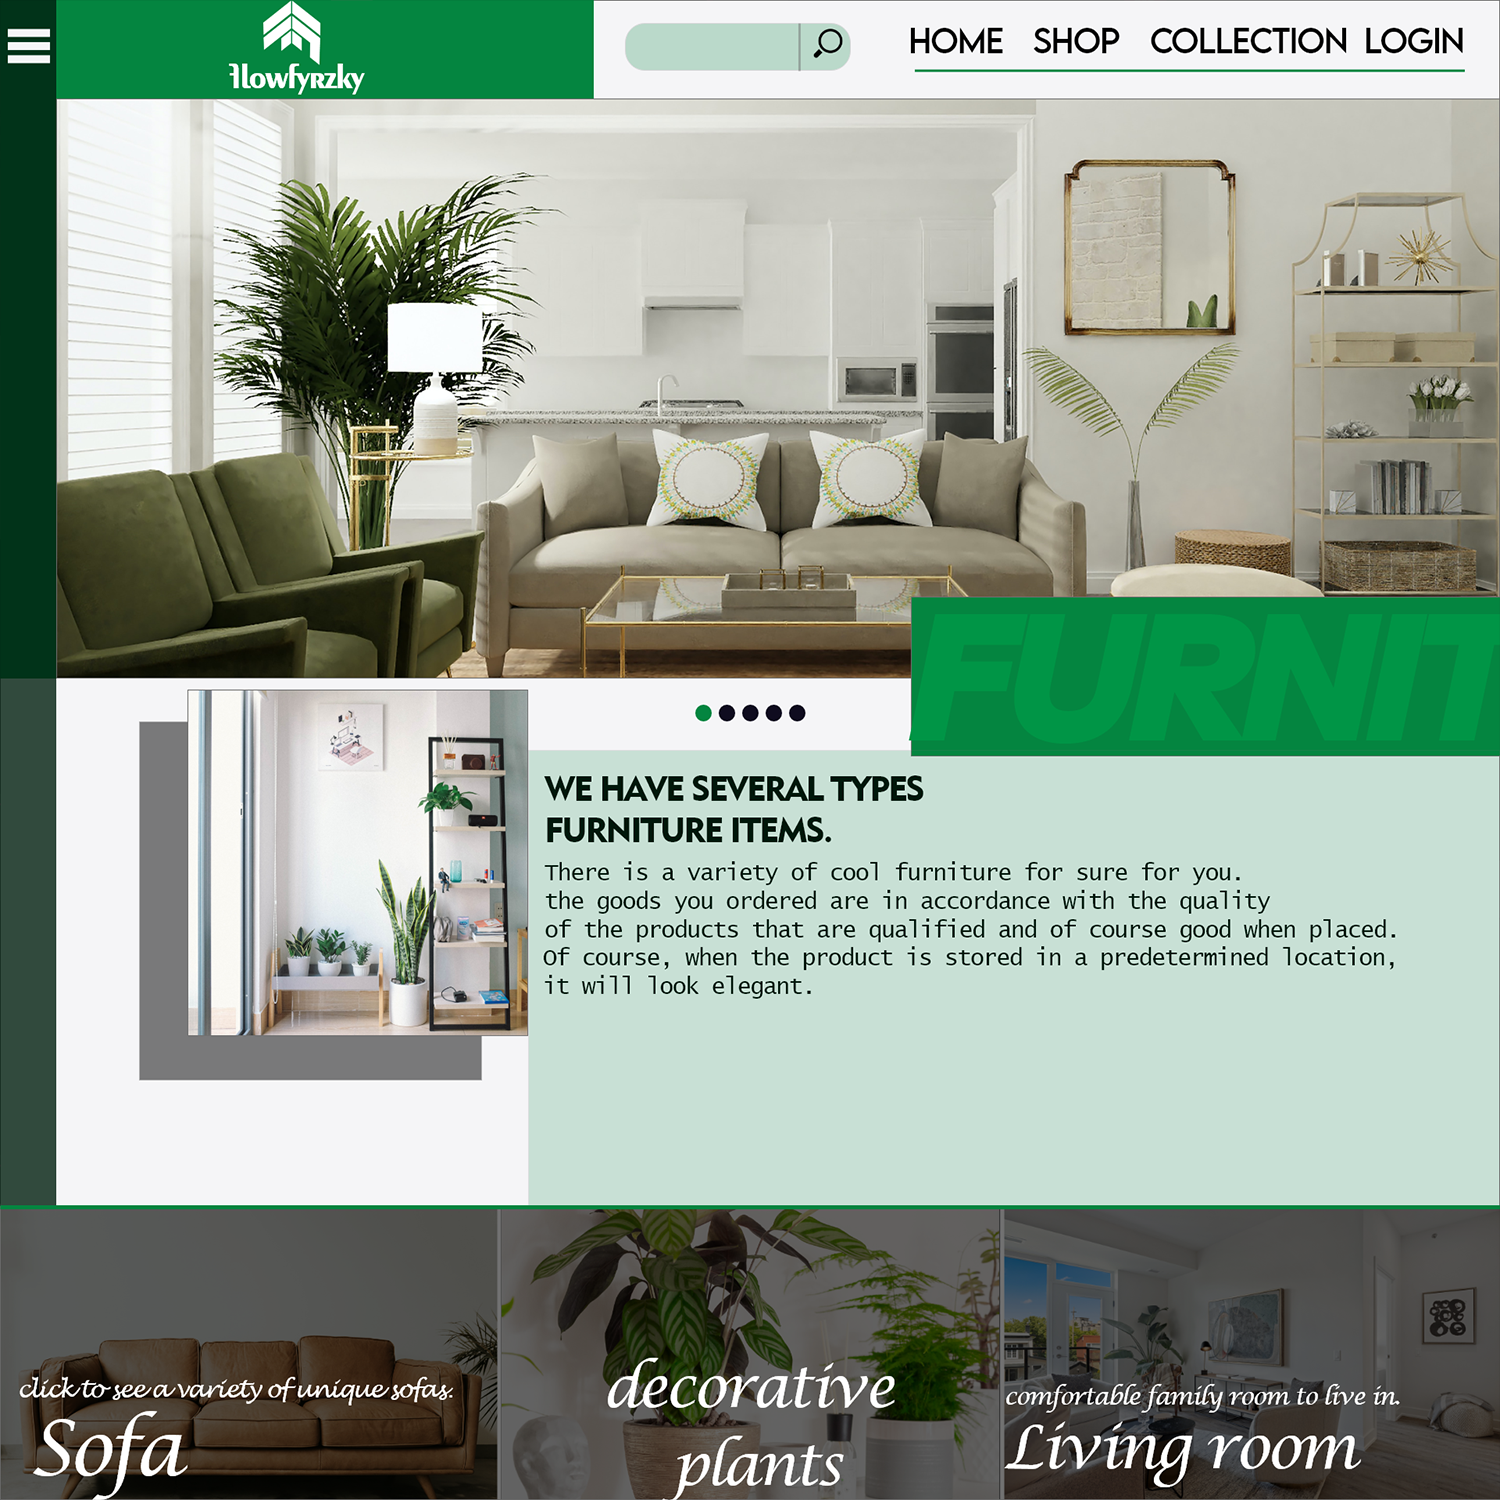 flowfyRzky
HOME SHOP COLLECTION LOGIN
FURNIT
WE HAVE SEVERAL TYPES
FURNITURE ITEMS.
There is a variety of cool furniture for sure for you.
the goods you ordered are in accordance with the quality
of the products that are qualified and of course good when placed.
Of course, when the product is stored in a predetermined location,
it will look elegant.
click to see a variety of unique sofas.
Sofa
decorative
plants
comfortable family room to live in.
Living room